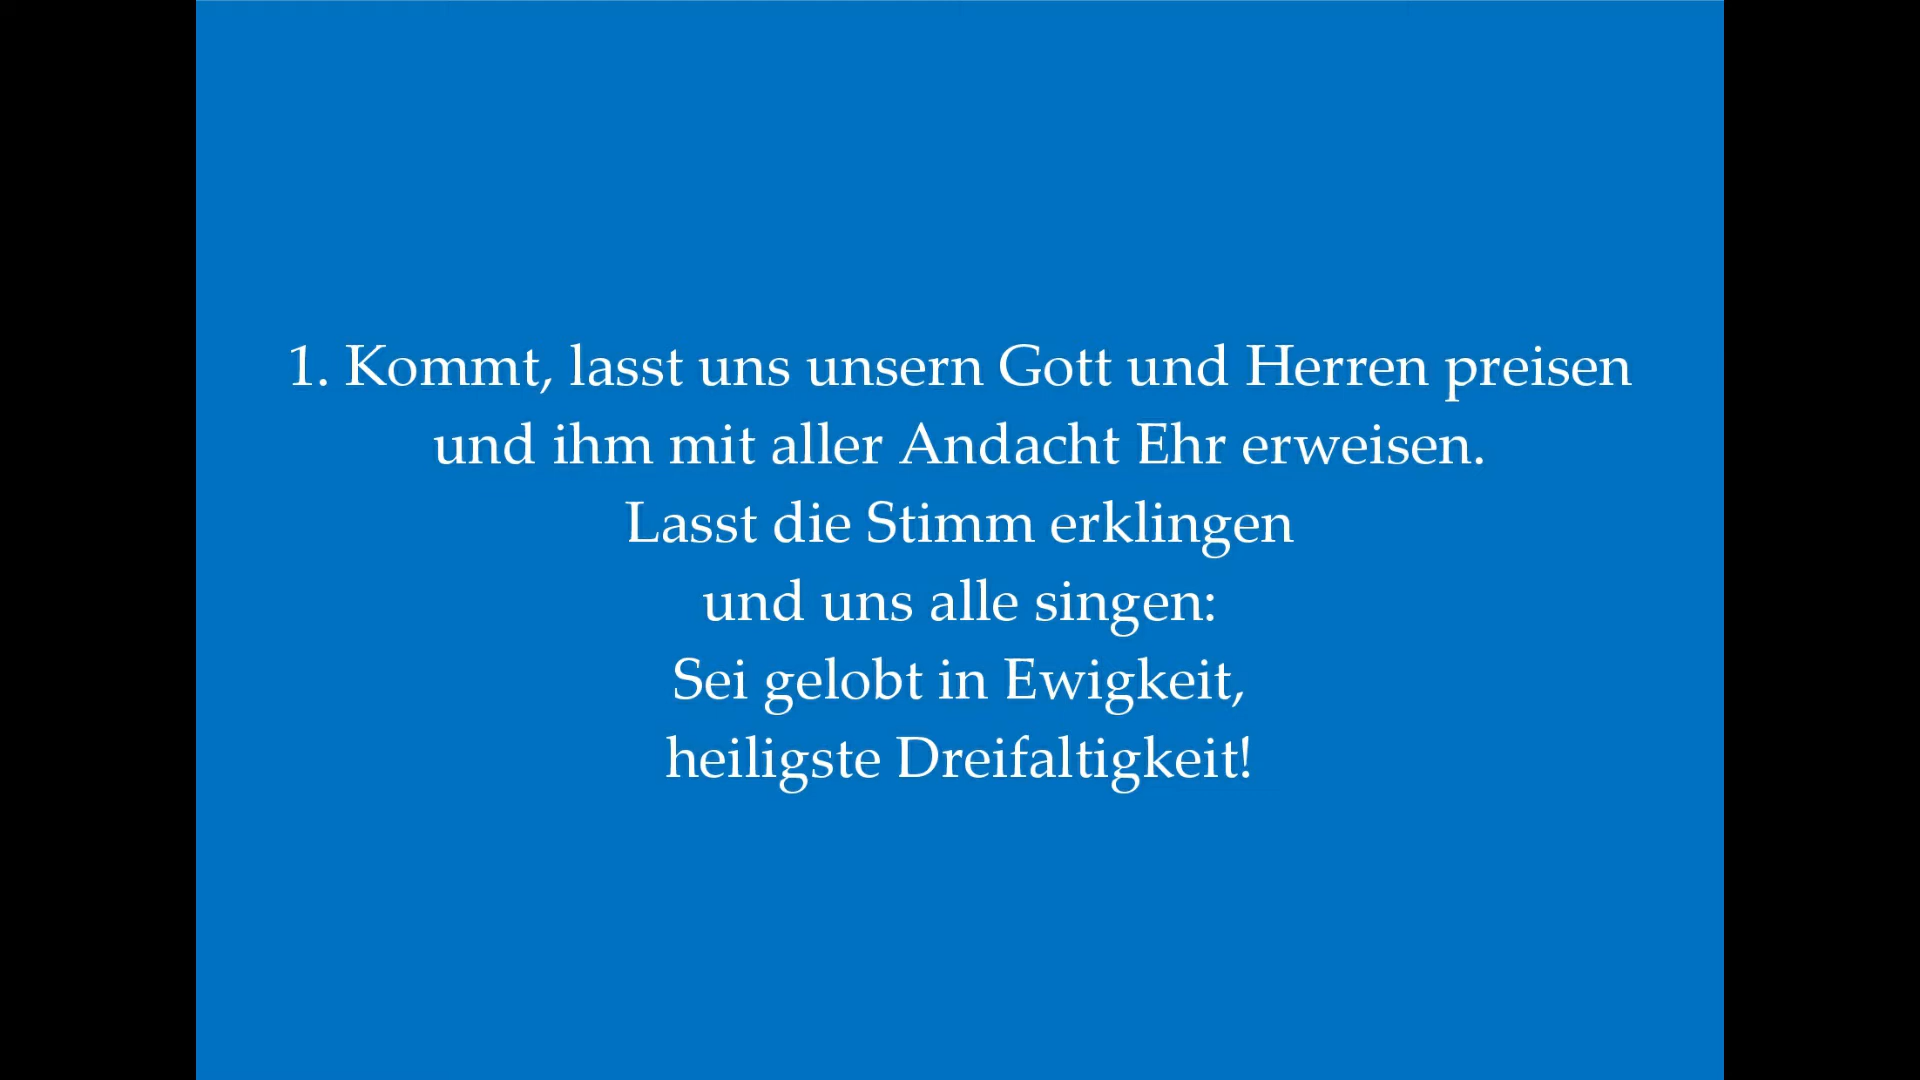 1. Kommt, lasst uns unsern Gott und Herren preisen
und ihm mit aller Andacht Ehr erweisen.
Lasst die Stimm erklingen
und uns alle singen:
Sei gelobt in Ewigkeit,
heiligste Dreifaltigkeit!